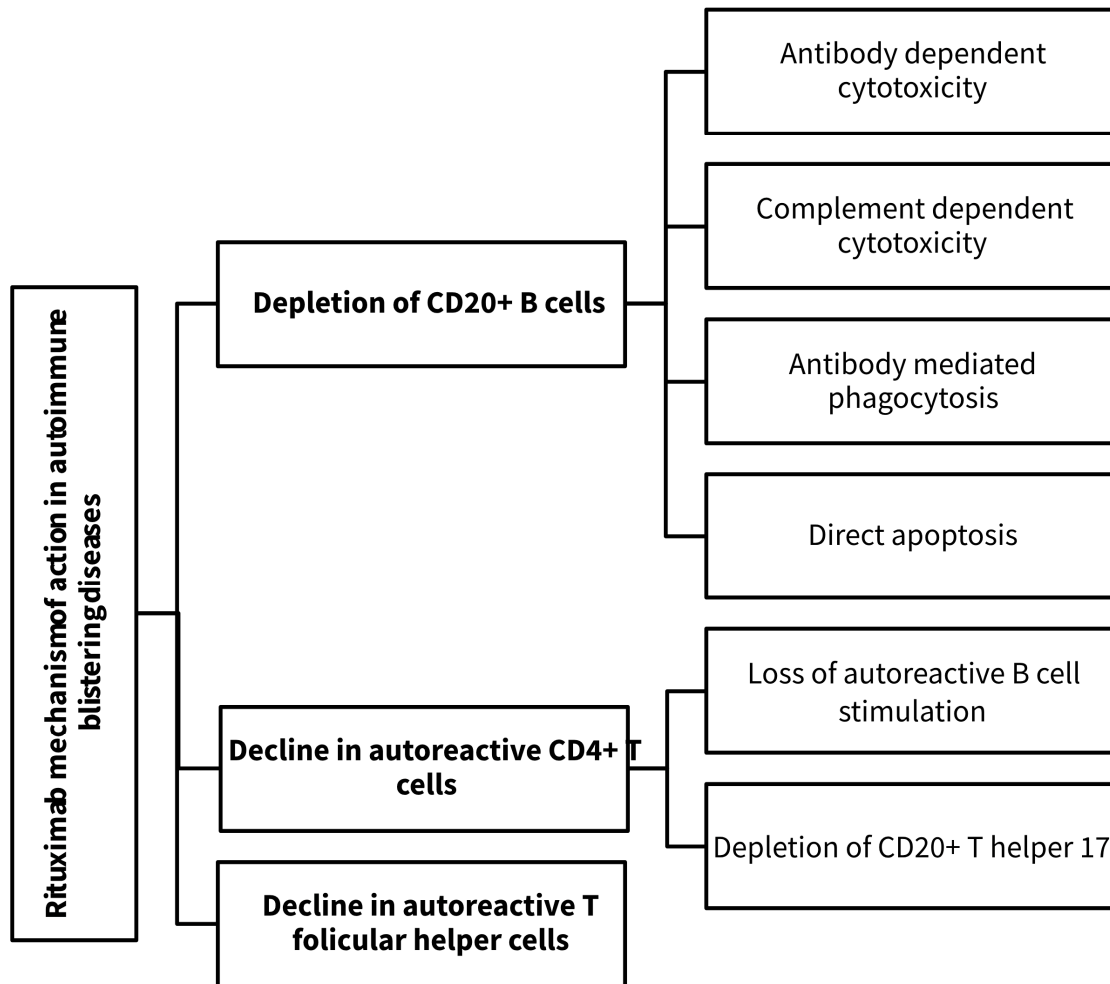 Rituximab mechanism of action in autoimmune
blistering diseases
Depletion of CD20+ B cells
Antibody dependent
cytotoxicity
Complement dependent
cytotoxicity
Antibody mediated
phagocytosis
Direct apoptosis
Decline in autoreactive CD4+ T
cells
Loss of autoreactive B cell
stimulation
Depletion of CD20+ T helper 17
Decline in autoreactive T
folicular helper cells